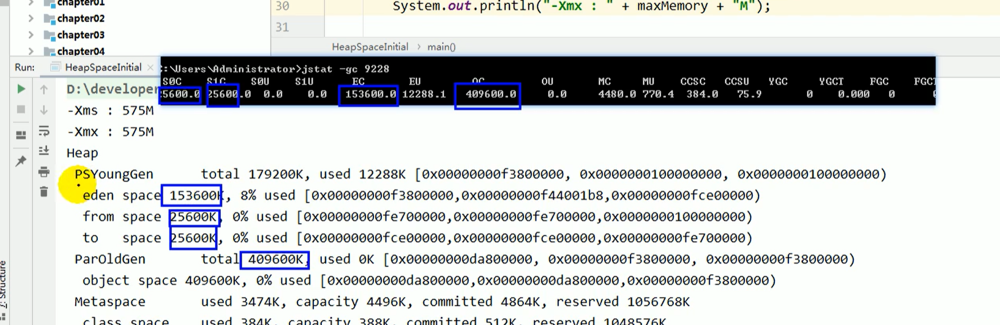 chapter01
chapter02
chapter03
chapter04
30 System.out.println("-Xmx : " + maxMemory + "M");
31
HeapSpaceInitial > main()
Run: HeapSpaceInitial ×
:\Users\Administrator>jstat -gc 9228
S0C S1C S0U S1U EC EU OC OU MC MU CCSC CCSU YGC YGCT FGC FGCT
25600.0 25600.0 0.0 0.0 153600.0 12288.1 409600.0 0.0 4480.0 770.4 384.0 75.9 0 0.000 0
D:\developer
-Xms : 575M
-Xmx : 575M
Heap
PSYoungGen total 179200K, used 12288K [0x00000000f3800000, 0x0000000100000000, 0x0000000100000000)
eden space 153600K, 8% used [0x00000000f3800000,0x00000000f44001b8,0x00000000fce00000)
from space 25600K, 0% used [0x00000000fe700000,0x00000000fe700000,0x0000000100000000)
to space 25600K, 0% used [0x00000000fce00000,0x00000000fce00000,0x00000000fe700000)
ParOldGen total 409600K, used 0K [0x00000000da800000, 0x00000000f3800000, 0x00000000f3800000)
object space 409600K, 0% used [0x00000000da800000,0x00000000da800000,0x00000000f3800000)
Metaspace used 3474K, capacity 4496K, committed 4864K, reserved 1056768K
class space used 384K, capacity 388K, committed 512K, reserved 1048576K
Z: Structure